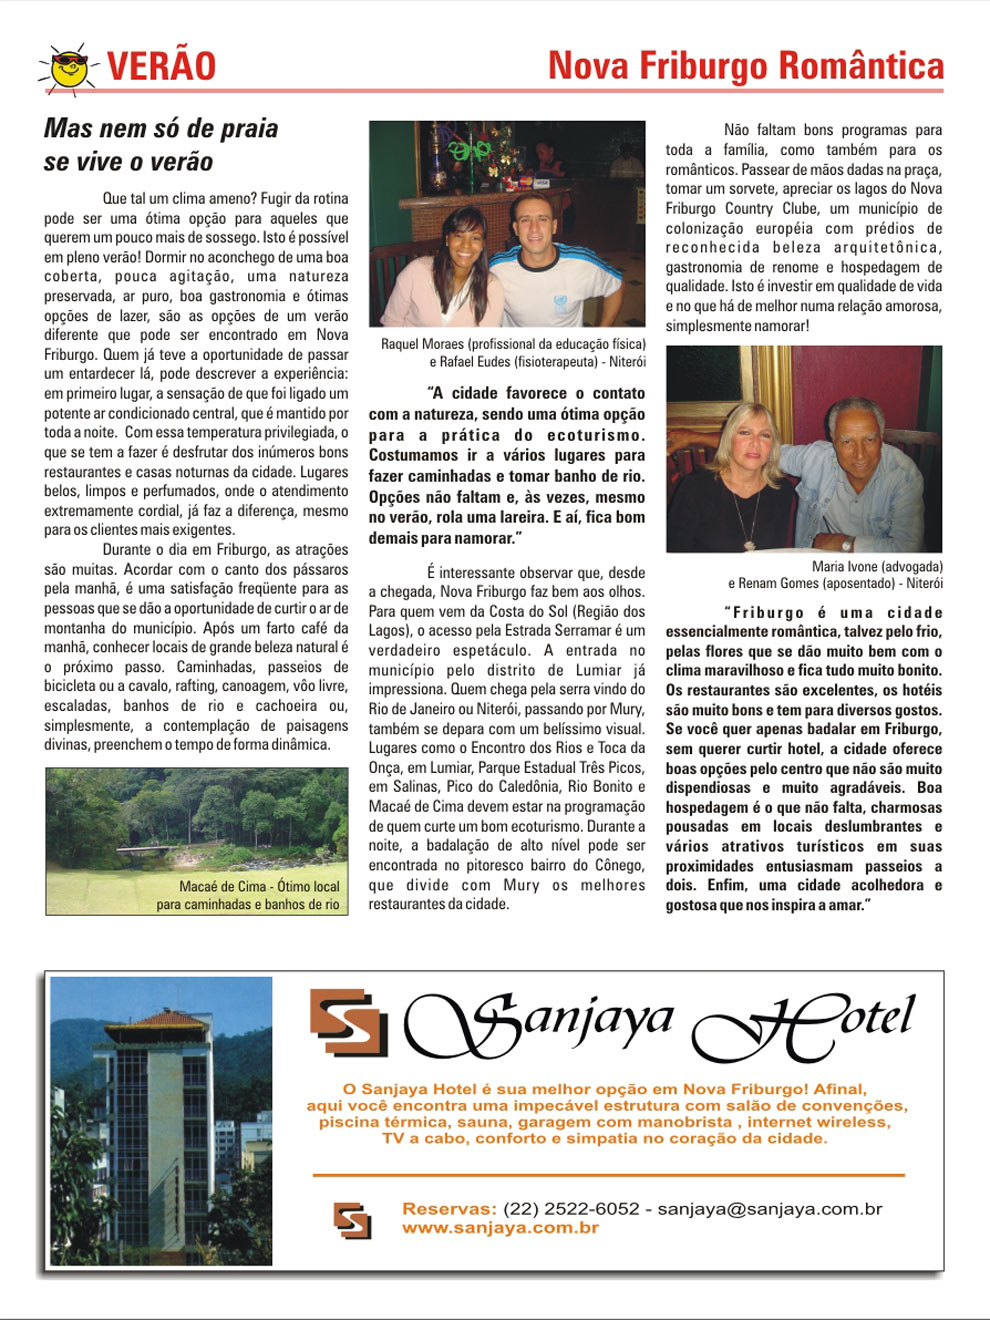 VERÃO
Nova Friburgo Romântica
Mas nem só de praia
se vive o verão
Que tal um clima ameno? Fugir da rotina
pode ser uma ótima opção para aqueles que
querem um pouco mais de sossego. Isto é possível
em pleno verão! Dormir no aconchego de uma boa
coberta, pouca agitação, uma natureza
preservada, ar puro, boa gastronomia e ótimas
opções de lazer, são as opções de um verão
diferente que pode ser encontrado em Nova
Friburgo. Quem já teve a oportunidade de passar
um entardecer lá, pode descrever a experiência:
em primeiro lugar, a sensação de que foi ligado um
potente ar condicionado central, que é mantido por
toda a noite. Com essa temperatura privilegiada, o
que se tem a fazer é desfrutar dos inúmeros bons
restaurantes e casas noturnas da cidade. Lugares
belos, limpos e perfumados, onde o atendimento
extremamente cordial, já faz a diferença, mesmo
para os clientes mais exigentes.
Durante o dia em Friburgo, as atrações
são muitas. Acordar com o canto dos pássaros
pela manhã, é uma satisfação freqüente para as
pessoas que se dão a oportunidade de curtir o ar de
montanha do município. Após um farto café da
manhã, conhecer locais de grande beleza natural é
o próximo passo. Caminhadas, passeios de
bicicleta ou a cavalo, rafting, canoagem, vôo livre,
escaladas, banhos de rio e cachoeira ou,
simplesmente, a contemplação de paisagens
divinas, preenchem o tempo de forma dinâmica.
Macaé de Cima - Ótimo local
para caminhadas e banhos de rio
VISA
Raquel Moraes (profissional da educação física)
e Rafael Eudes (fisioterapeuta) - Niterói
“A cidade favorece o contato
com a natureza, sendo uma ótima opção
para a prática do ecoturismo.
Costumamos ir a vários lugares para
fazer caminhadas e tomar banho de rio.
Opções não faltam e, às vezes, mesmo
no verão, rola uma lareira. E aí, fica bom
demais para namorar.”
É interessante observar que, desde
a chegada, Nova Friburgo faz bem aos olhos.
Para quem vem da Costa do Sol (Região dos
Lagos), o acesso pela Estrada Serramar é um
verdadeiro espetáculo. A entrada no
município pelo distrito de Lumiar já
impressiona. Quem chega pela serra vindo do
Rio de Janeiro ou Niterói, passando por Mury,
também se depara com um belíssimo visual.
Lugares como o Encontro dos Rios e Toca da
Onça, em Lumiar, Parque Estadual Três Picos,
em Salinas, Pico do Caledônia, Rio Bonito e
Macaé de Cima devem estar na programação
de quem curte um bom ecoturismo. Durante a
noite, a badalação de alto nível pode ser
encontrada no pitoresco bairro do Cônego,
que divide com Mury os melhores
restaurantes da cidade.
Não faltam bons programas para
toda a família, como também para os
românticos. Passear de mãos dadas na praça,
tomar um sorvete, apreciar os lagos do Nova
Friburgo Country Clube, um município de
colonização européia com prédios de
reconhecida beleza arquitetônica,
gastronomia de renome e hospedagem de
qualidade. Isto é investir em qualidade de vida
e no que há de melhor numa relação amorosa,
simplesmente namorar!
Maria Ivone (advogada)
e Renam Gomes (aposentado) - Niterói
“Friburgo é uma cidade
essencialmente romântica, talvez pelo frio,
pelas flores que se dão muito bem com o
clima maravilhoso e fica tudo muito bonito.
Os restaurantes são excelentes, os hotéis
são muito bons e tem para diversos gostos.
Se você quer apenas badalar em Friburgo,
sem querer curtir hotel, a cidade oferece
boas opções pelo centro que não são muito
dispendiosas e muito agradáveis. Boa
hospedagem é o que não falta, charmosas
pousadas em locais deslumbrantes e
vários atrativos turísticos em suas
proximidades entusiasmam passeios a
dois. Enfim, uma cidade acolhedora e
gostosa que nos inspira a amar.”
Sanjaya Hotel
O Sanjaya Hotel é sua melhor opção em Nova Friburgo! Afinal,
aqui você encontra uma impecável estrutura com salão de convenções,
piscina térmica, sauna, garagem com manobrista , internet wireless,
TV a cabo, conforto e simpatia no coração da cidade.
Reservas: (22) 2522-6052 - sanjaya@sanjaya.com.br
www.sanjaya.com.br